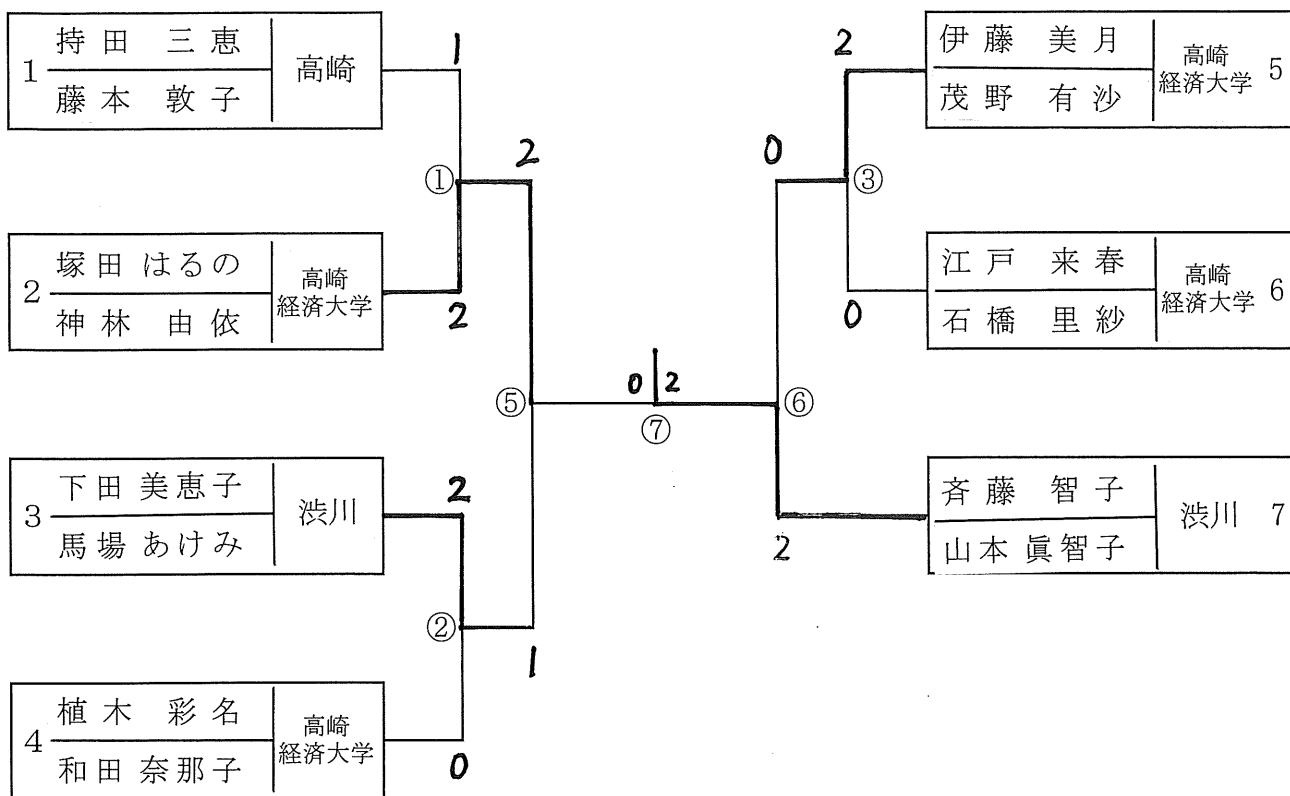 1
持田 三恵
藤本 敦子
高崎
1
①
2
2
塚田 はるの
神林 由依
高崎
経済大学
2
3
下田 美恵子
馬場 あけみ
渋川
2
②
1
4
植木 彩名
和田 奈那子
高崎
経済大学
0
⑤
0
2
⑦
⑥
伊藤 美月
茂野 有沙
高崎
経済大学
5
2
0
③
江戸 来春
石橋 里紗
高崎
経済大学
6
0
斉藤 智子
山本 眞智子
渋川
7
2